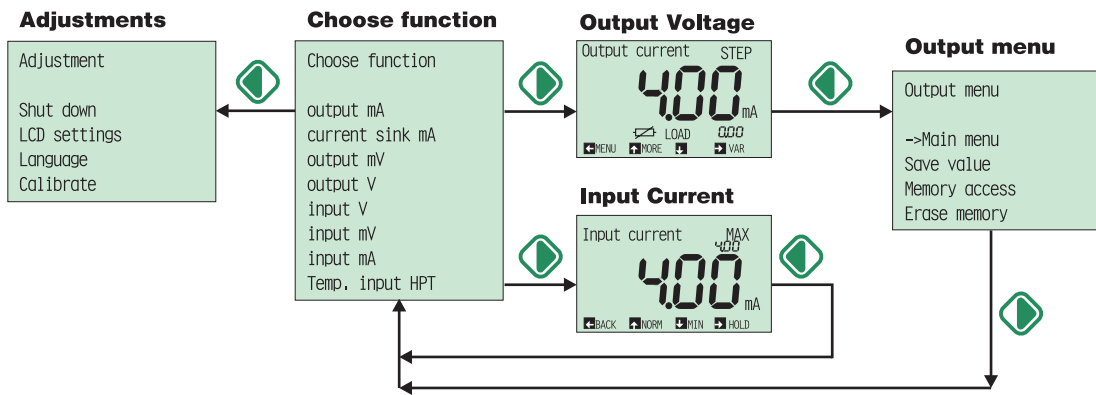 Adjustments
Adjustment
Shut down
LCD settings
Language
Calibrate
Choose function
Choose function
output mA
current sink mA
output mV
output V
input V
input mV
input mA
Temp. input HPT
Output Voltage
Output current STEP
4.00 mA
LOAD 0.00
MENU MORE VAR
Input Current
Input current MAX
4.00
4.00 mA
BACK NORM MIN HOLD
Output menu
Output menu
->Main menu
Save value
Memory access
Erase memory